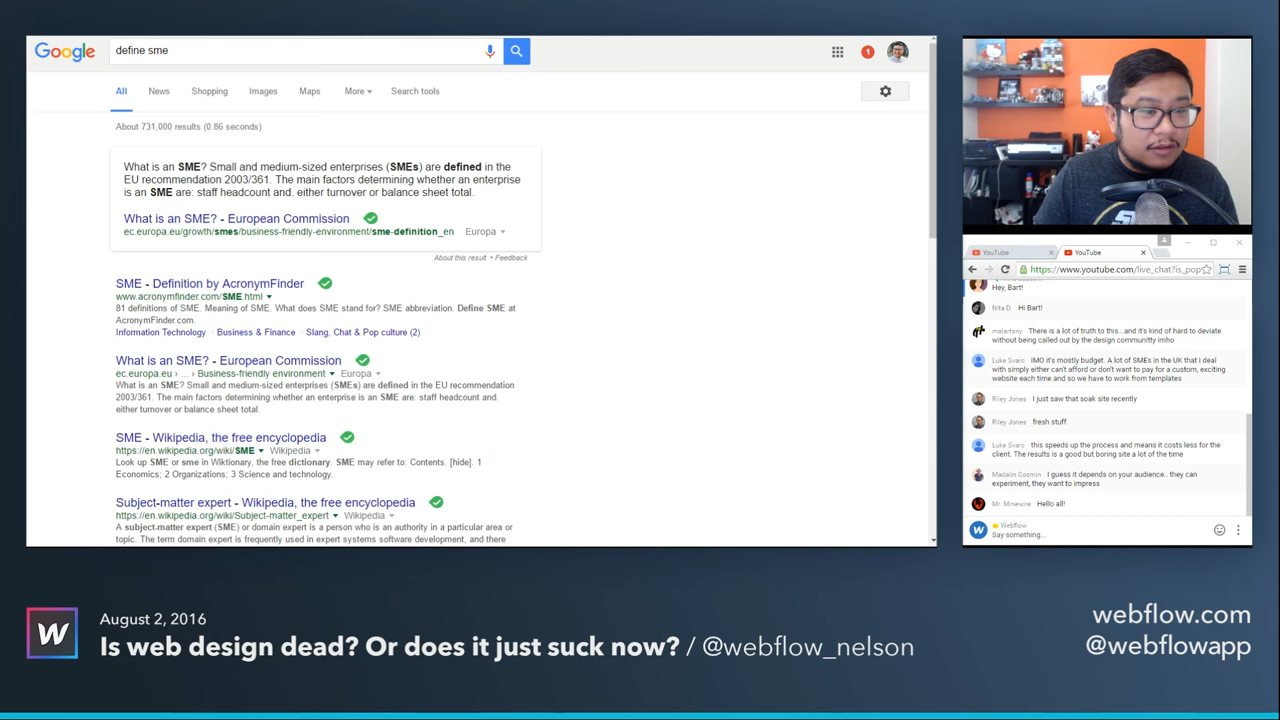 Google
define sme
1
All News Shopping Images Maps More Search tools
About 731,000 results (0.86 seconds)
What is an SME? Small and medium-sized enterprises (SMEs) are defined in the
EU recommendation 2003/361. The main factors determining whether an enterprise
is an SME are: staff headcount and. either turnover or balance sheet total.
What is an SME? - European Commission
ec.europa.eu/growth/smes/business-friendly-environment/sme-definition_en Europa
About this result • Feedback
SME - Definition by AcronymFinder
www.acronymfinder.com/SME.html
81 definitions of SME. Meaning of SME. What does SME stand for? SME abbreviation. Define SME at
AcronymFinder.com.
Information Technology · Business & Finance · Slang, Chat & Pop culture (2)
What is an SME? - European Commission
ec.europa.eu › ... › Business-friendly environment Europa
What is an SME? Small and medium-sized enterprises (SMEs) are defined in the EU recommendation
2003/361. The main factors determining whether an enterprise is an SME are: staff headcount and.
either turnover or balance sheet total.
SME - Wikipedia, the free encyclopedia
https://en.wikipedia.org/wiki/SME Wikipedia
Look up SME or sme in Wiktionary, the free dictionary. SME may refer to: Contents. [hide]. 1
Economics; 2 Organizations; 3 Science and technology.
Subject-matter expert - Wikipedia, the free encyclopedia
https://en.wikipedia.org/wiki/Subject-matter_expert Wikipedia
A subject-matter expert (SME) or domain expert is a person who is an authority in a particular area or
topic. The term domain expert is frequently used in expert systems software development, and there
YouTube YouTube
https://www.youtube.com/live_chat?is_pop
Hey, Bart!
Nita D. Hi Bart!
malartsny There is a lot of truth to this...and it's kind of hard to deviate
without being called out by the design communitty imho
Luke Svarc IMO it's mostly budget. A lot of SMEs in the UK that I deal
with simply either can't afford or don't want to pay for a custom, exciting
website each time and so we have to work from templates
Riley Jones I just saw that soak site recently
Riley Jones fresh stuff
Luke Svarc this speeds up the process and means it costs less for the
client. The results is a good but boring site a lot of the time
Madalin Cosmin I guess it depends on your audience.. they can
experiment, they want to impress
Mr. Minewire Hello all!
W Webflow
Say something...
W
August 2, 2016
Is web design dead? Or does it just suck now? / @webflow_nelson
webflow.com
@webflowapp